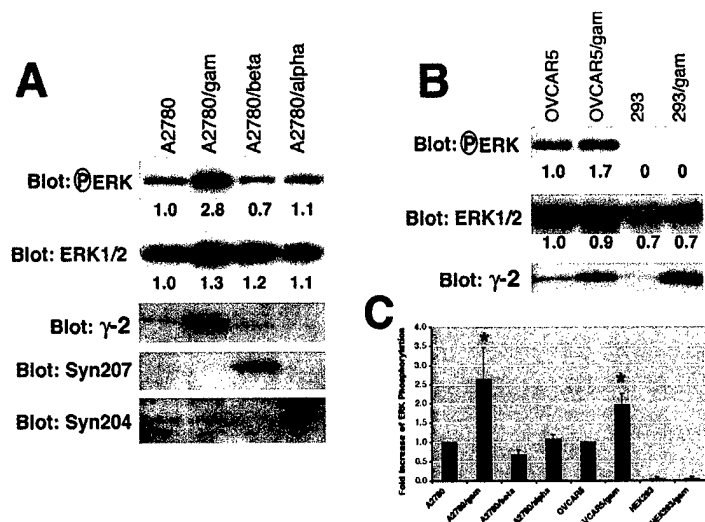 A
A2780
A2780/gam
A2780/beta
A2780/alpha
Blot: ⓅERK
1.0 2.8 0.7 1.1
Blot: ERK1/2
1.0 1.3 1.2 1.1
Blot: γ-2
Blot: Syn207
Blot: Syn204
B
OVCAR5
OVCAR5/gam
293
293/gam
Blot: ⓅERK
1.0 1.7 0 0
Blot: ERK1/2
1.0 0.9 0.7 0.7
Blot: γ-2
C
Fold Increase of ERK Phosphorylation
4.0
3.5
3.0
2.5
2.0
1.5
1.0
0.5
0.0
*
*
A2780
A2780/gam
A2780/beta
A2780/alpha
OVCAR5
OVCAR5/gam
HEK293
HEK293/gam